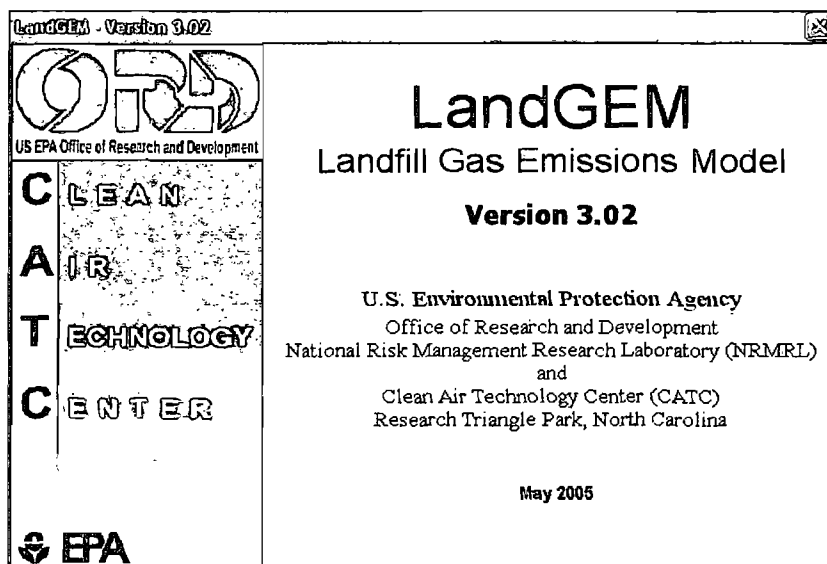 LandGEM - Version 3.02
ORD
US EPA Office of Research and Development
CLEAN
AIR
TECHNOLOGY
CENTER
EPA
LandGEM
Landfill Gas Emissions Model
Version 3.02
U.S. Environmental Protection Agency
Office of Research and Development
National Risk Management Research Laboratory (NRMRL)
and
Clean Air Technology Center (CATC)
Research Triangle Park, North Carolina
May 2005